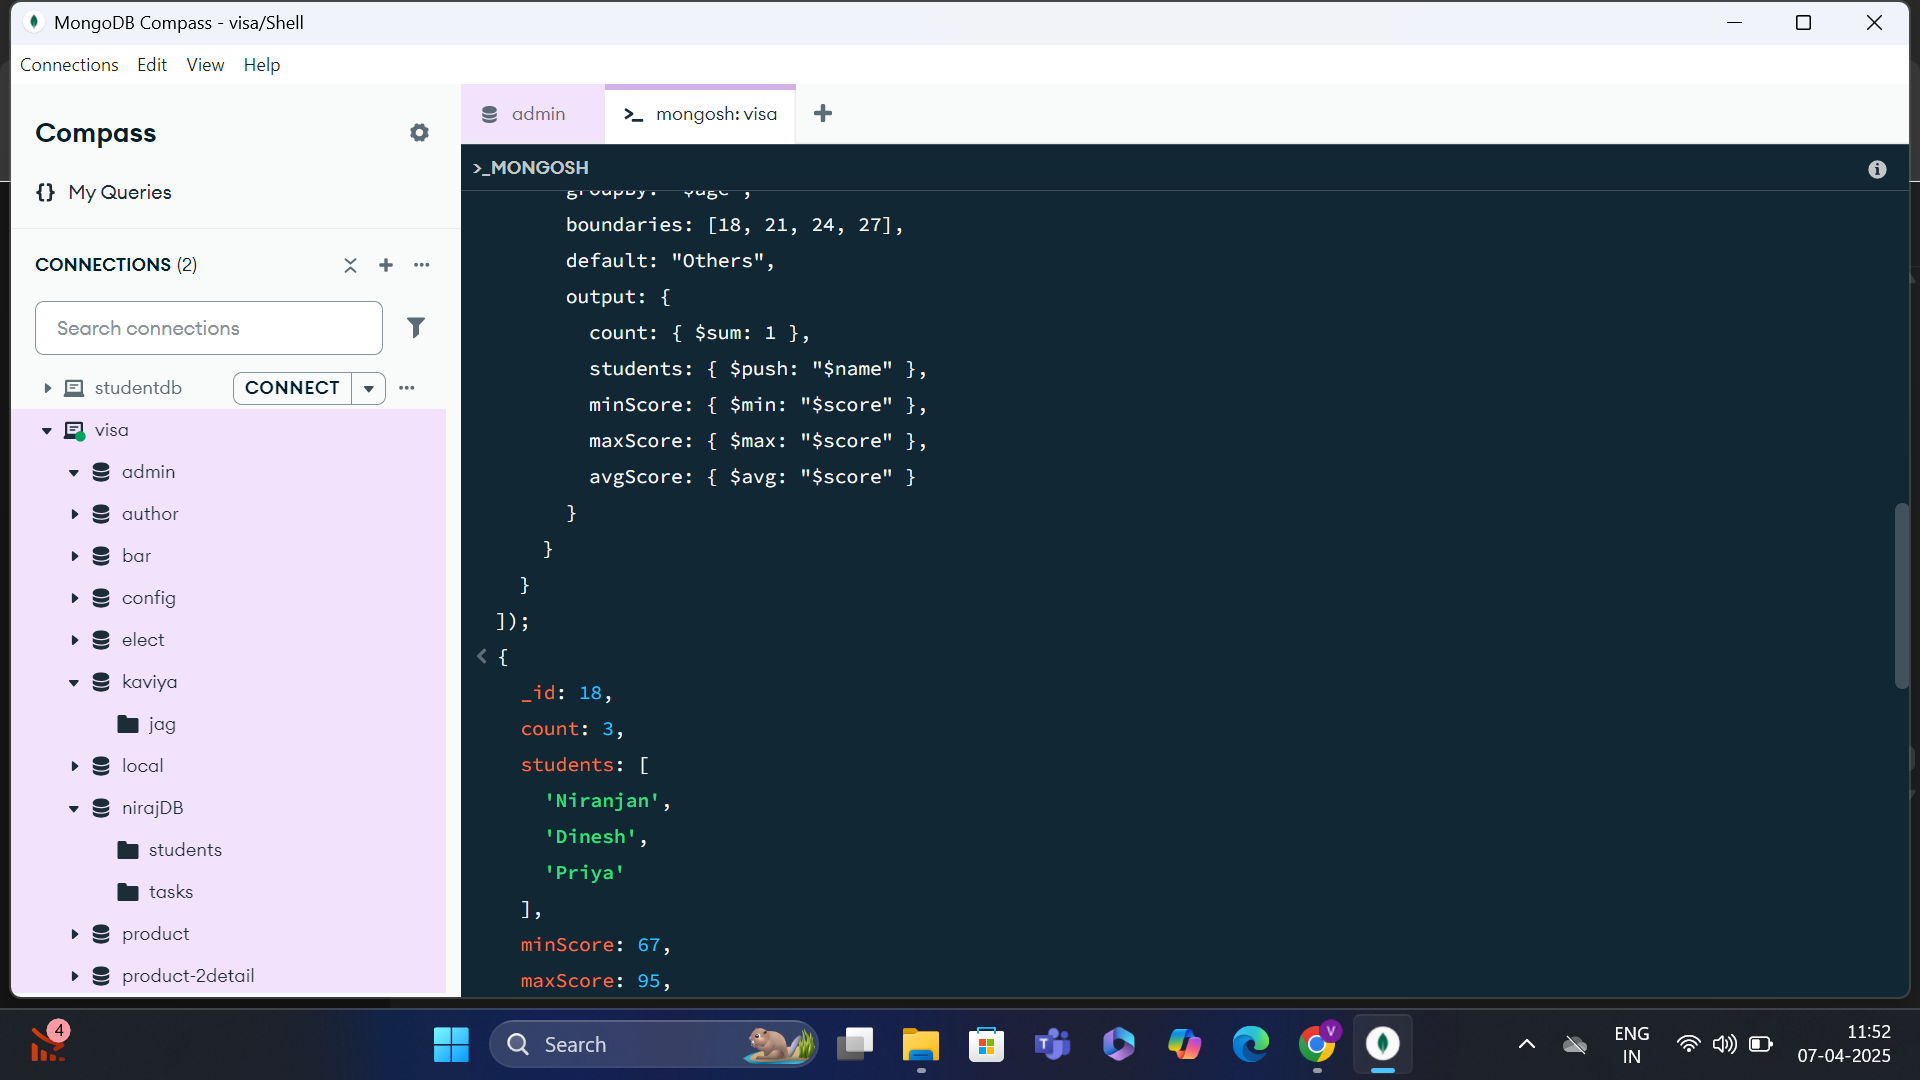 MongoDB Compass - visa/Shell
Connections Edit View Help
Compass
{} My Queries
CONNECTIONS (2)
Search connections
studentdb CONNECT
visa
admin
author
bar
config
elect
kaviya
jag
local
nirajDB
students
tasks
product
product-2detail
admin
>_ mongosh: visa
>_MONGOSH
groupBy: "$age",
boundaries: [18, 21, 24, 27],
default: "Others",
output: {
count: { $sum: 1 },
students: { $push: "$name" },
minScore: { $min: "$score" },
maxScore: { $max: "$score" },
avgScore: { $avg: "$score" }
}
}
}
]);
< {
_id: 18,
count: 3,
students: [
'Niranjan',
'Dinesh',
'Priya'
],
minScore: 67,
maxScore: 95,
4
Search
V
ENG
IN
11:52
07-04-2025